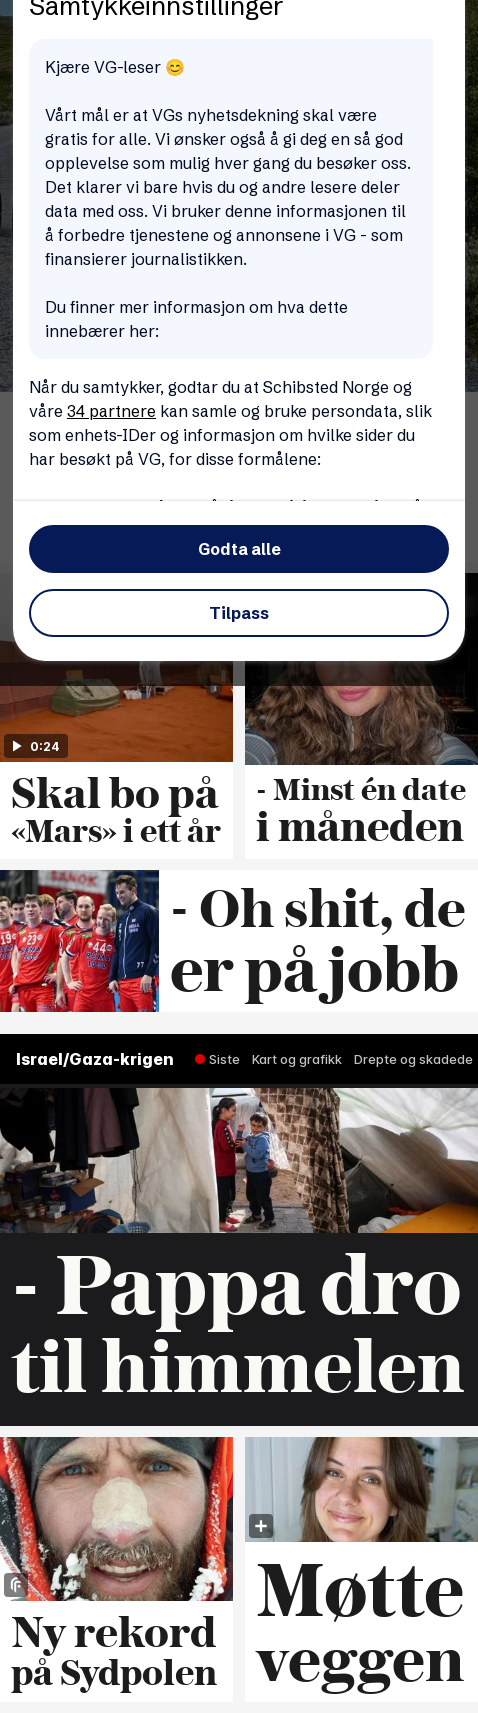 Samtykkeinnstillinger
Kjære VG-leser 😊
Vårt mål er at VGs nyhetsdekning skal være
gratis for alle. Vi ønsker også å gi deg en så god
opplevelse som mulig hver gang du besøker oss.
Det klarer vi bare hvis du og andre lesere deler
data med oss. Vi bruker denne informasjonen til
å forbedre tjenestene og annonsene i VG - som
finansierer journalistikken.
Du finner mer informasjon om hva dette
innebærer her:
Når du samtykker, godtar du at Schibsted Norge og
våre 34 partnere kan samle og bruke persondata, slik
som enhets-IDer og informasjon om hvilke sider du
har besøkt på VG, for disse formålene:
Godta alle
Tilpass
0:24
Skal bo på
«Mars» i ett år
- Minst én date
i måneden
SANOK
19
23
44
77
- Oh shit, de
er på jobb
Israel/Gaza-krigen
Siste
Kart og grafikk
Drepte og skadede
- Pappa dro
til himmelen
Ny rekord
på Sydpolen
Møtte
veggen